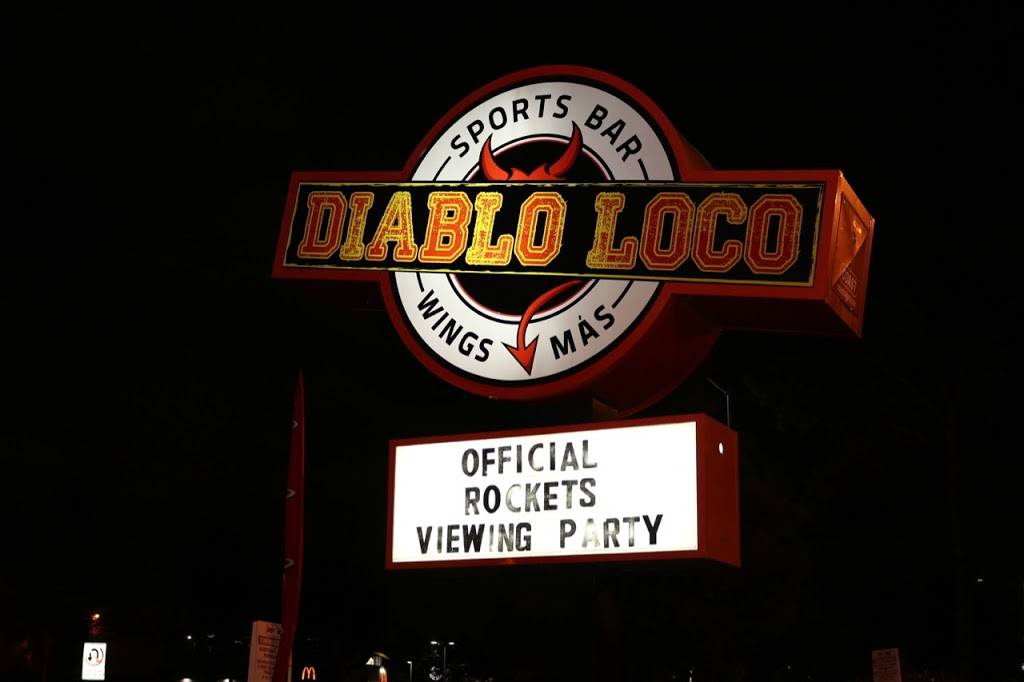 SPORTS BAR
DIABLO LOCO
WINGS MÁS
OFFICIAL
ROCKETS
VIEWING PARTY